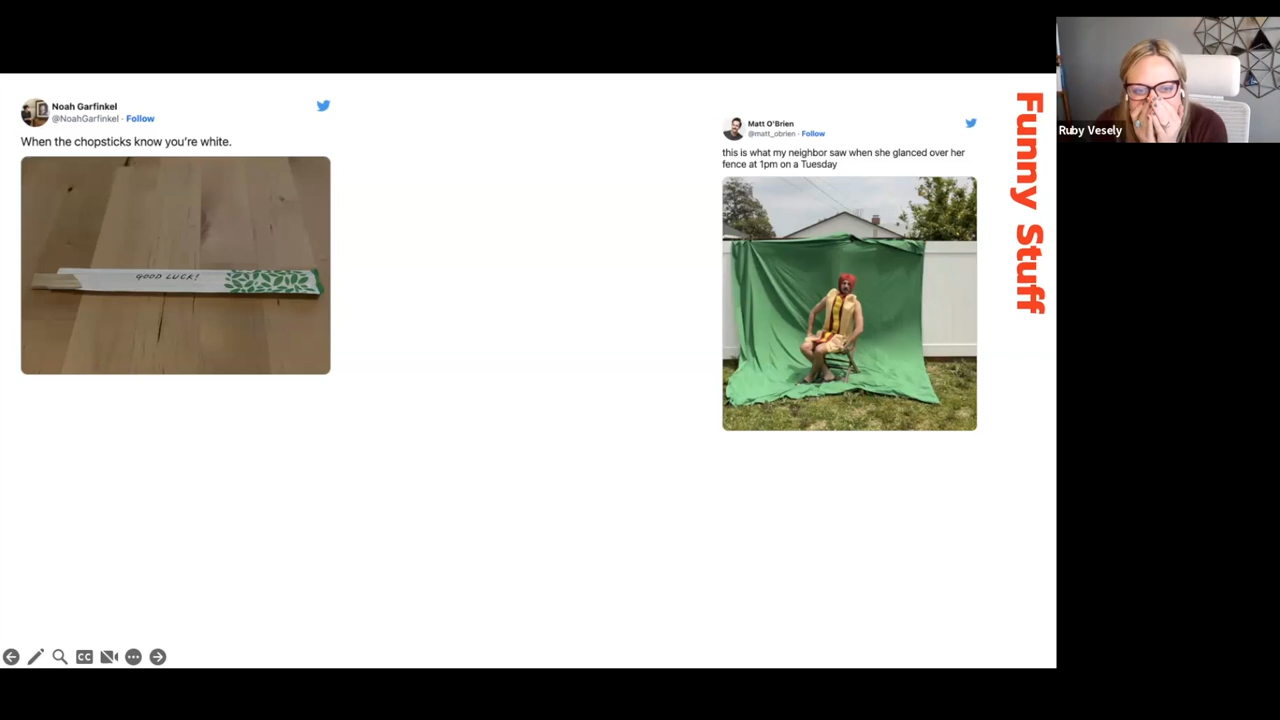 Noah Garfinkel
@NoahGarfinkel · Follow
When the chopsticks know you're white.
GOOD LUCK!
Matt O'Brien
@matt_obrien · Follow
this is what my neighbor saw when she glanced over her
fence at 1pm on a Tuesday
Funny Stuff
Ruby Vesely
CC